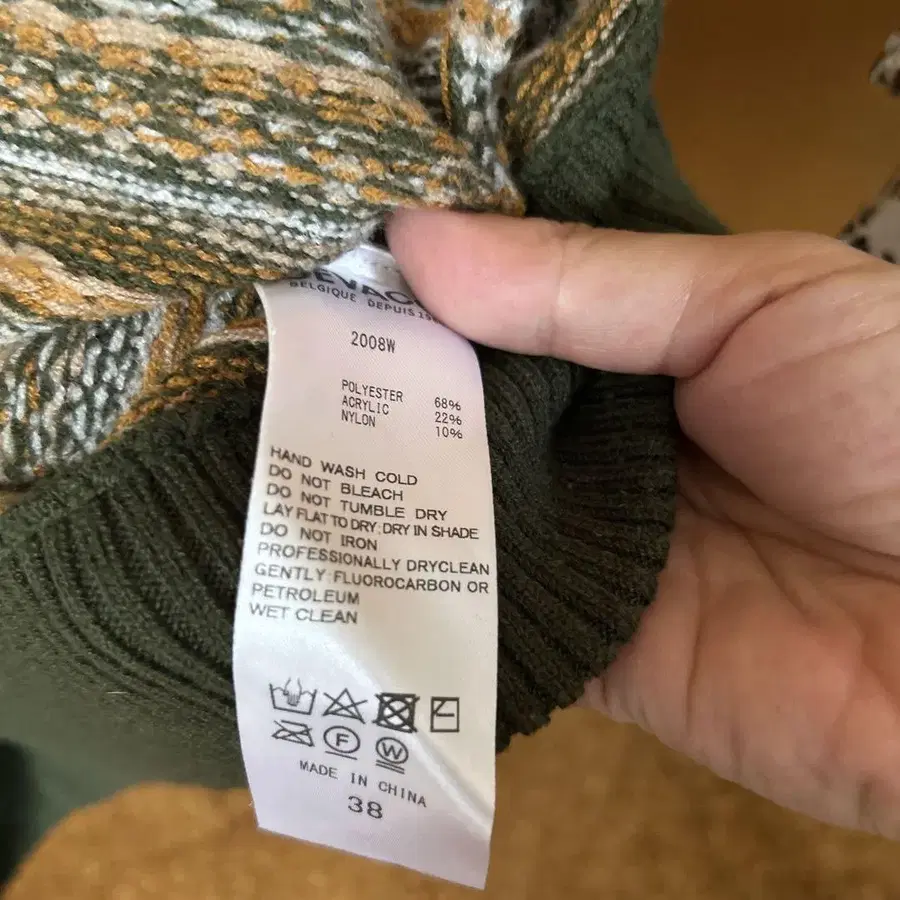 BELGIQUE DEPUIS
2008W
POLYESTER 68%
ACRYLIC 22%
NYLON 10%
HAND WASH COLD
DO NOT BLEACH
DO NOT TUMBLE DRY
LAY FLAT TO DRY:DRY IN SHADE
DO NOT IRON
PROFESSIONALLY DRYCLEAN
GENTLY:FLUOROCARBON OR
PETROLEUM
WET CLEAN
F
W
MADE IN CHINA
38